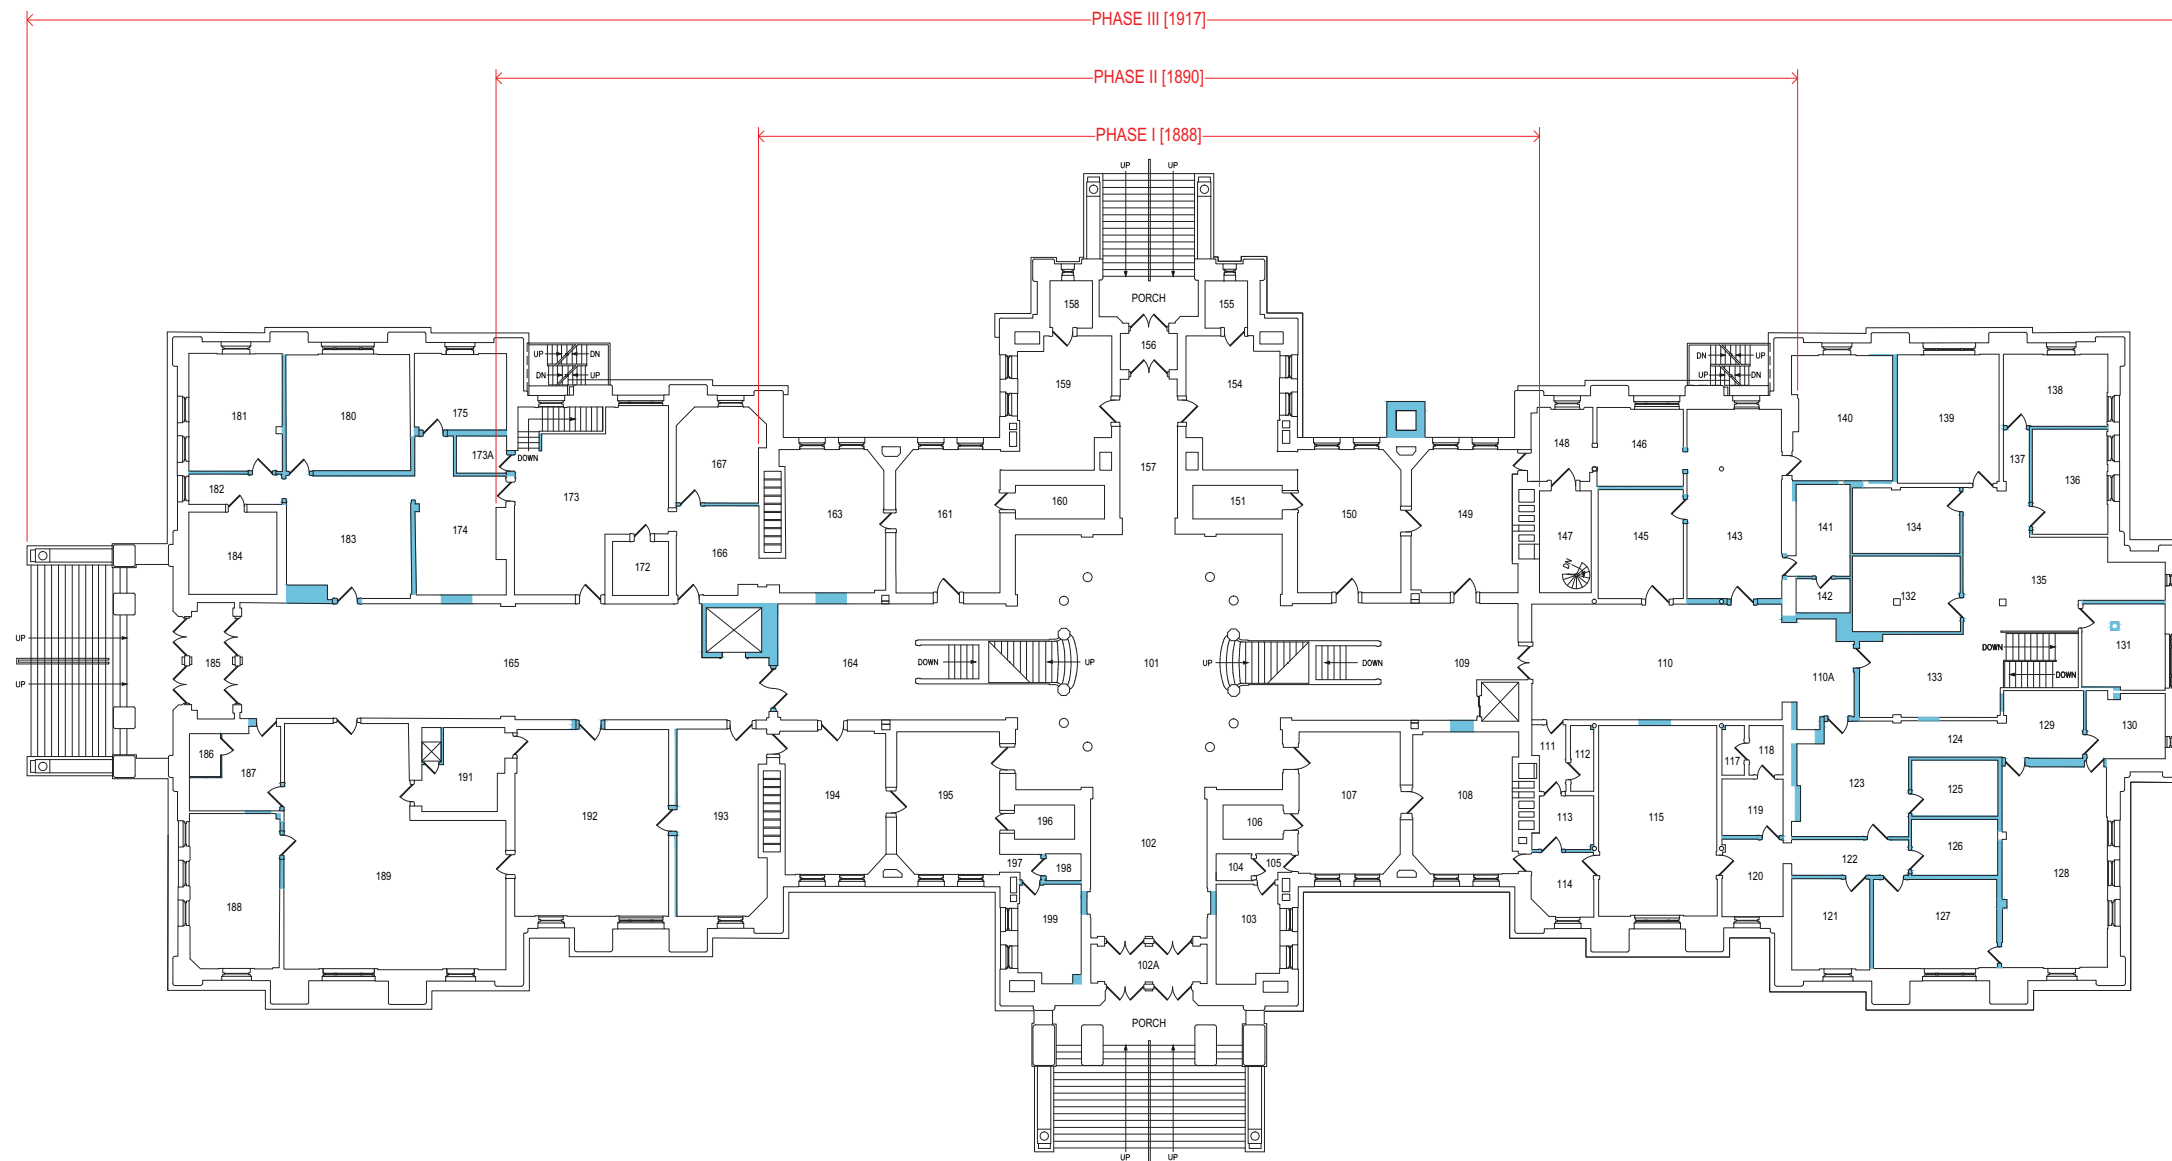 PHASE III [1917]
PHASE II [1890]
PHASE I [1888]
UP UP
PORCH
158 155
156
UP DN
DN UP
DN UP
UP DN
181 180 175 159 154 140 139 138
173A DOWN 167 157 148 146 137 136
182 173 174 163 161 160 151 150 149 147 145 143 141 134
184 183 172 166 DN 142 132 135
UP 185 165 164 DOWN UP 101 UP DOWN 109 110 110A 133 DOWN DOWN 131
UP
186 187 191 111 112 117 118 124 129 130
192 193 194 195 196 106 107 108 113 115 119 123 125
102
189 197 198 104 105 114 120 122 126 128
188 199 103 121 127
102A
PORCH
UP UP